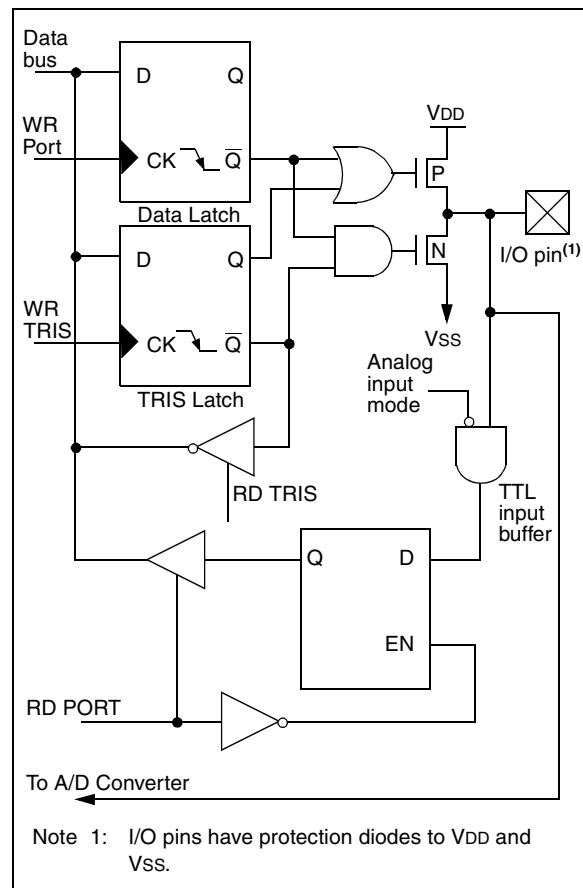 Data
bus
D
Q
VDD
WR
Port
CK
Q
P
Data Latch
D
Q
N
I/O pin(1)
WR
TRIS
CK
Q
VSS
TRIS Latch
Analog
input
mode
RD TRIS
TTL
input
buffer
Q
D
EN
RD PORT
To A/D Converter
Note 1: I/O pins have protection diodes to VDD and
VSS.